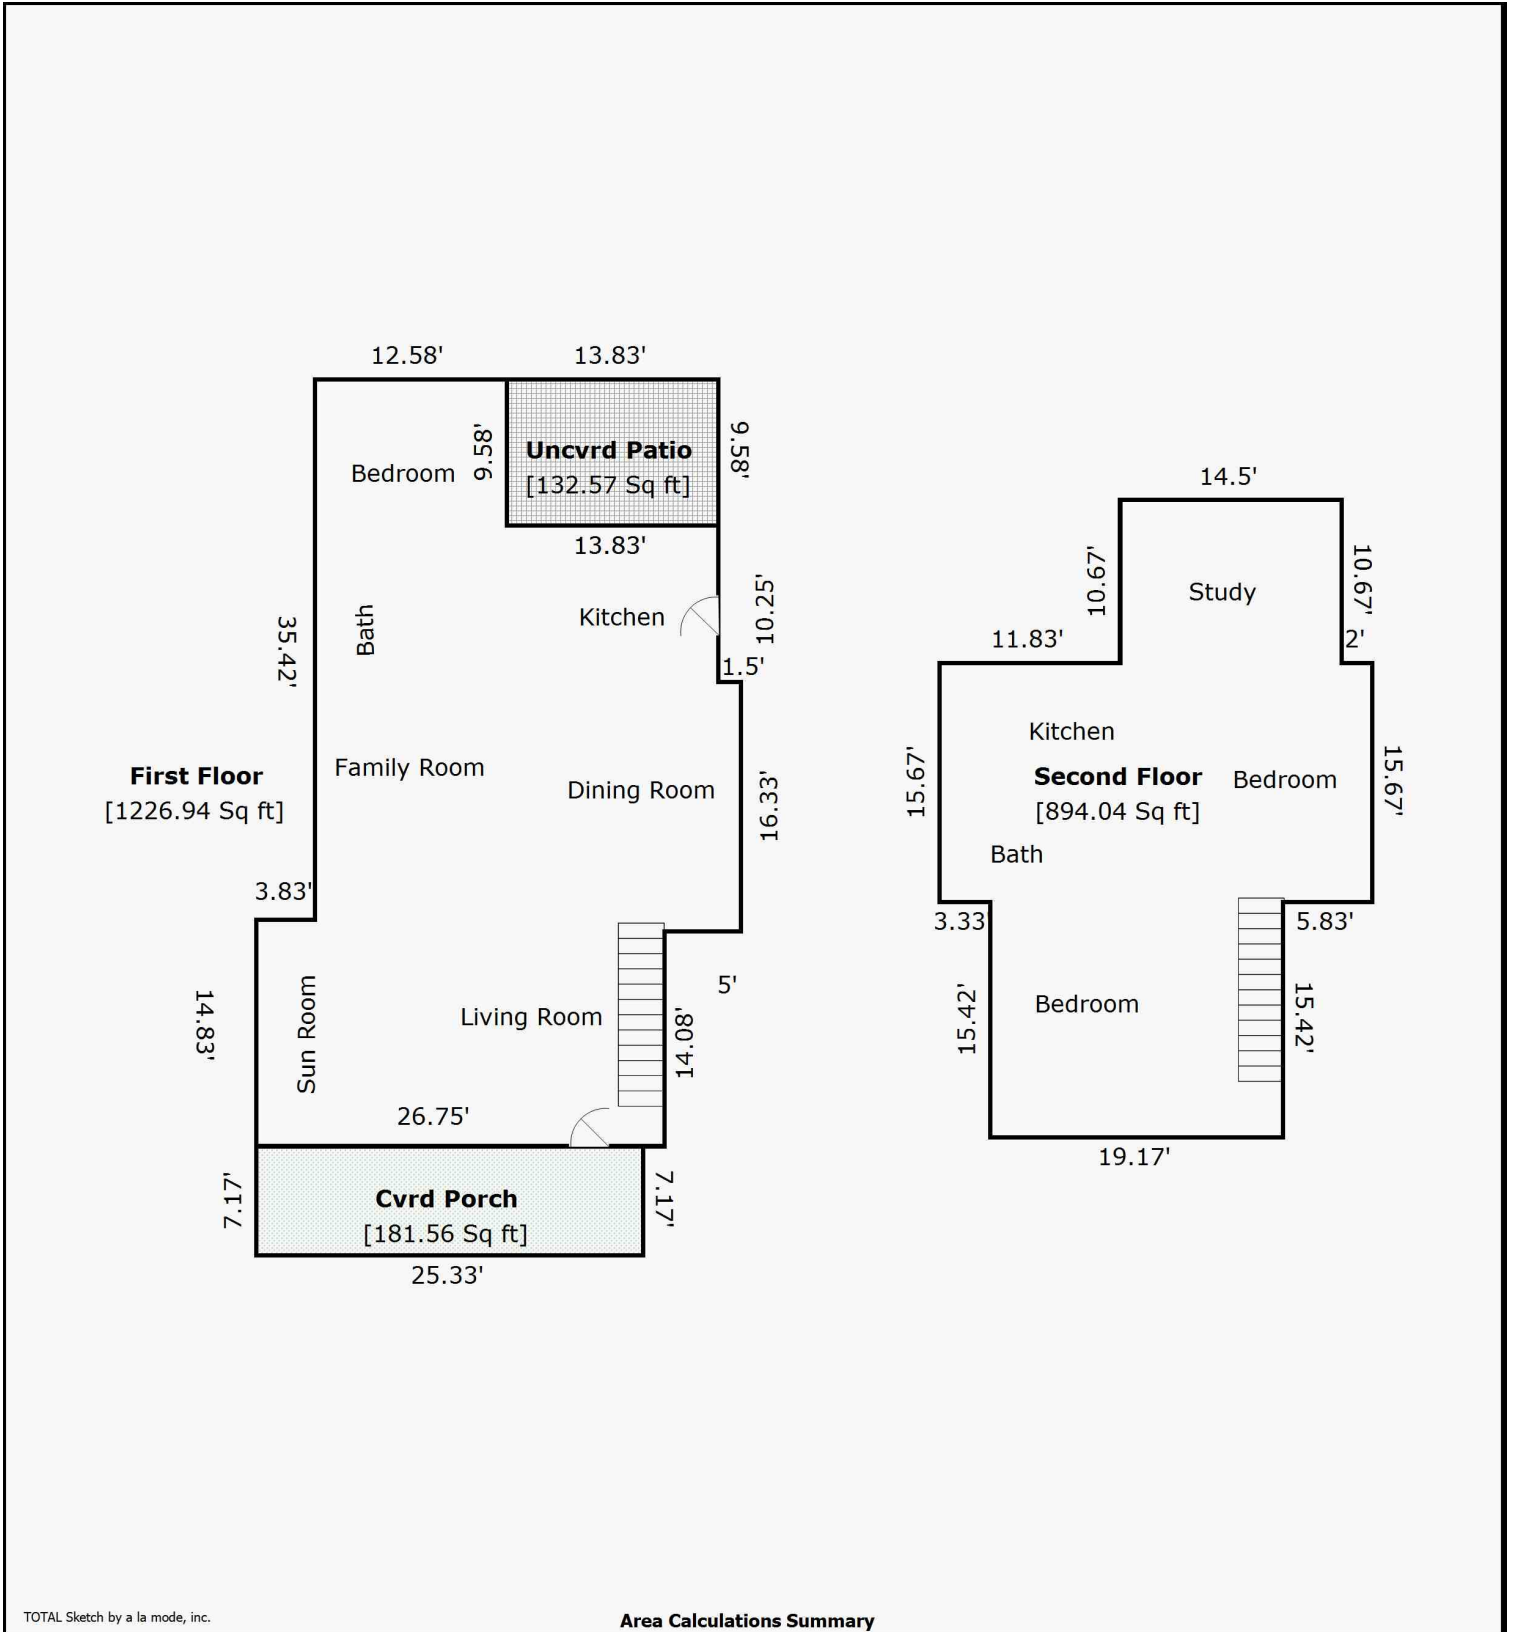 12.58'
13.83'
9.58'
Uncvrd Patio
[132.57 Sq ft]
9.58'
Bedroom
13.83'
Kitchen
10.25'
Bath
35.42'
1.5'
First Floor
[1226.94 Sq ft]
Family Room
Dining Room
16.33'
3.83'
5'
14.83'
Sun Room
Living Room
14.08'
26.75'
7.17'
Cvrd Porch
[181.56 Sq ft]
7.17'
25.33'
14.5'
10.67'
Study
10.67'
11.83'
2'
Kitchen
15.67'
Second Floor
[894.04 Sq ft]
Bedroom
15.67'
Bath
3.33'
5.83'
15.42'
Bedroom
15.42'
19.17'
TOTAL Sketch by a la mode, inc.
Area Calculations Summary